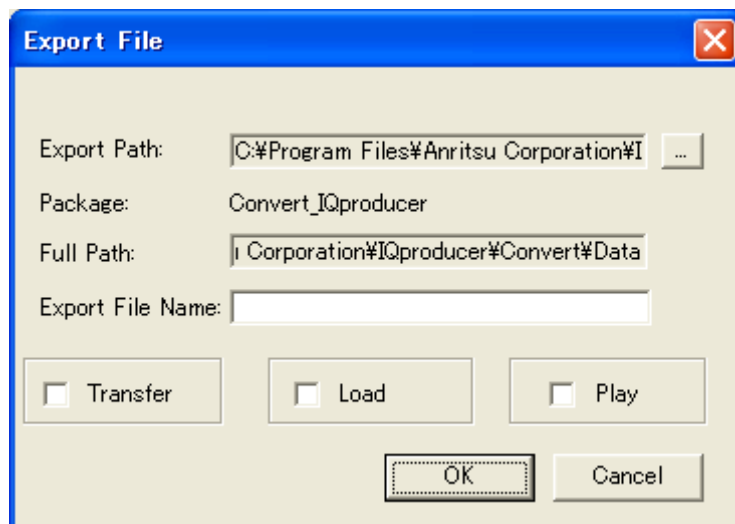 Export File
Export Path: C:¥Program Files¥Anritsu Corporation¥I ...
Package: Convert_IQproducer
Full Path: Corporation¥IQproducer¥Convert¥Data
Export File Name:
Transfer Load Play
OK Cancel